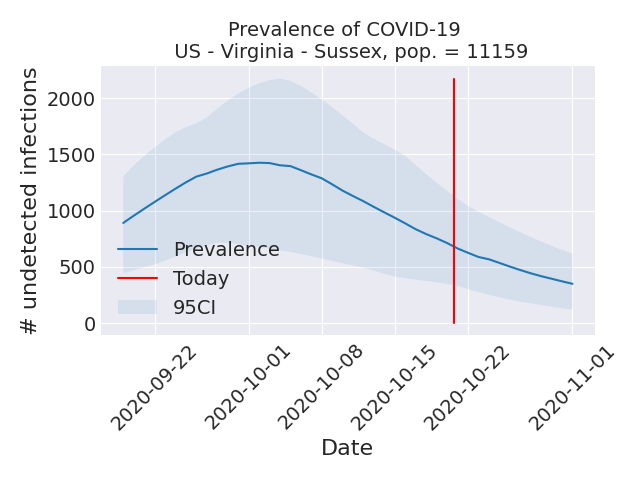 Prevalence of COVID-19
US - Virginia - Sussex, pop. = 11159
# undetected infections
2000
1500
1000
500
0
Prevalence
Today
95CI
2020-09-22
2020-10-01
2020-10-08
2020-10-15
2020-10-22
2020-11-01
Date